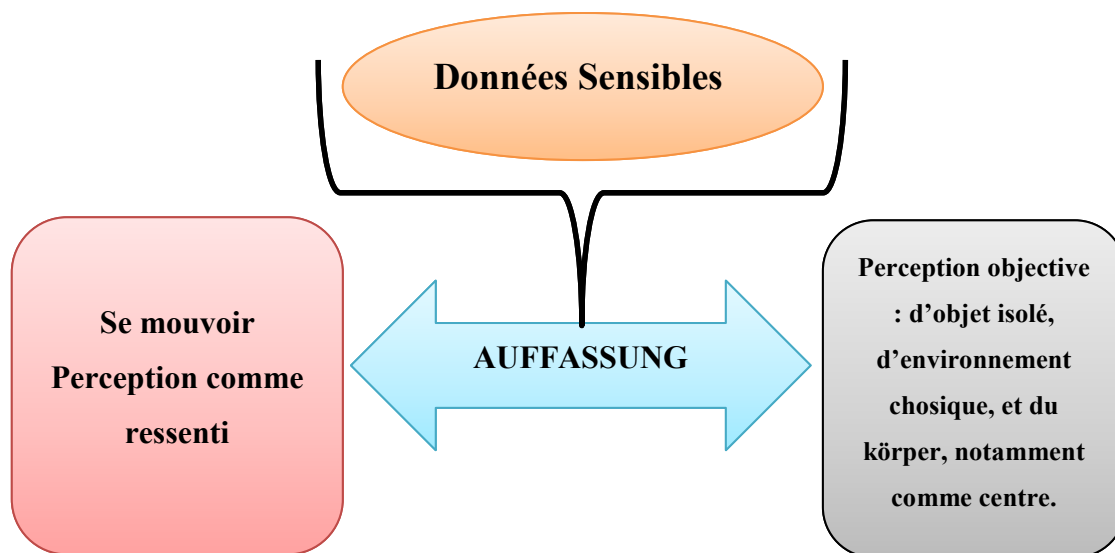 Données Sensibles
Se mouvoir
Perception comme
ressenti
AUFFASSUNG
Perception objective
: d’objet isolé,
d’environnement
chosique, et du
körper, notamment
comme centre.